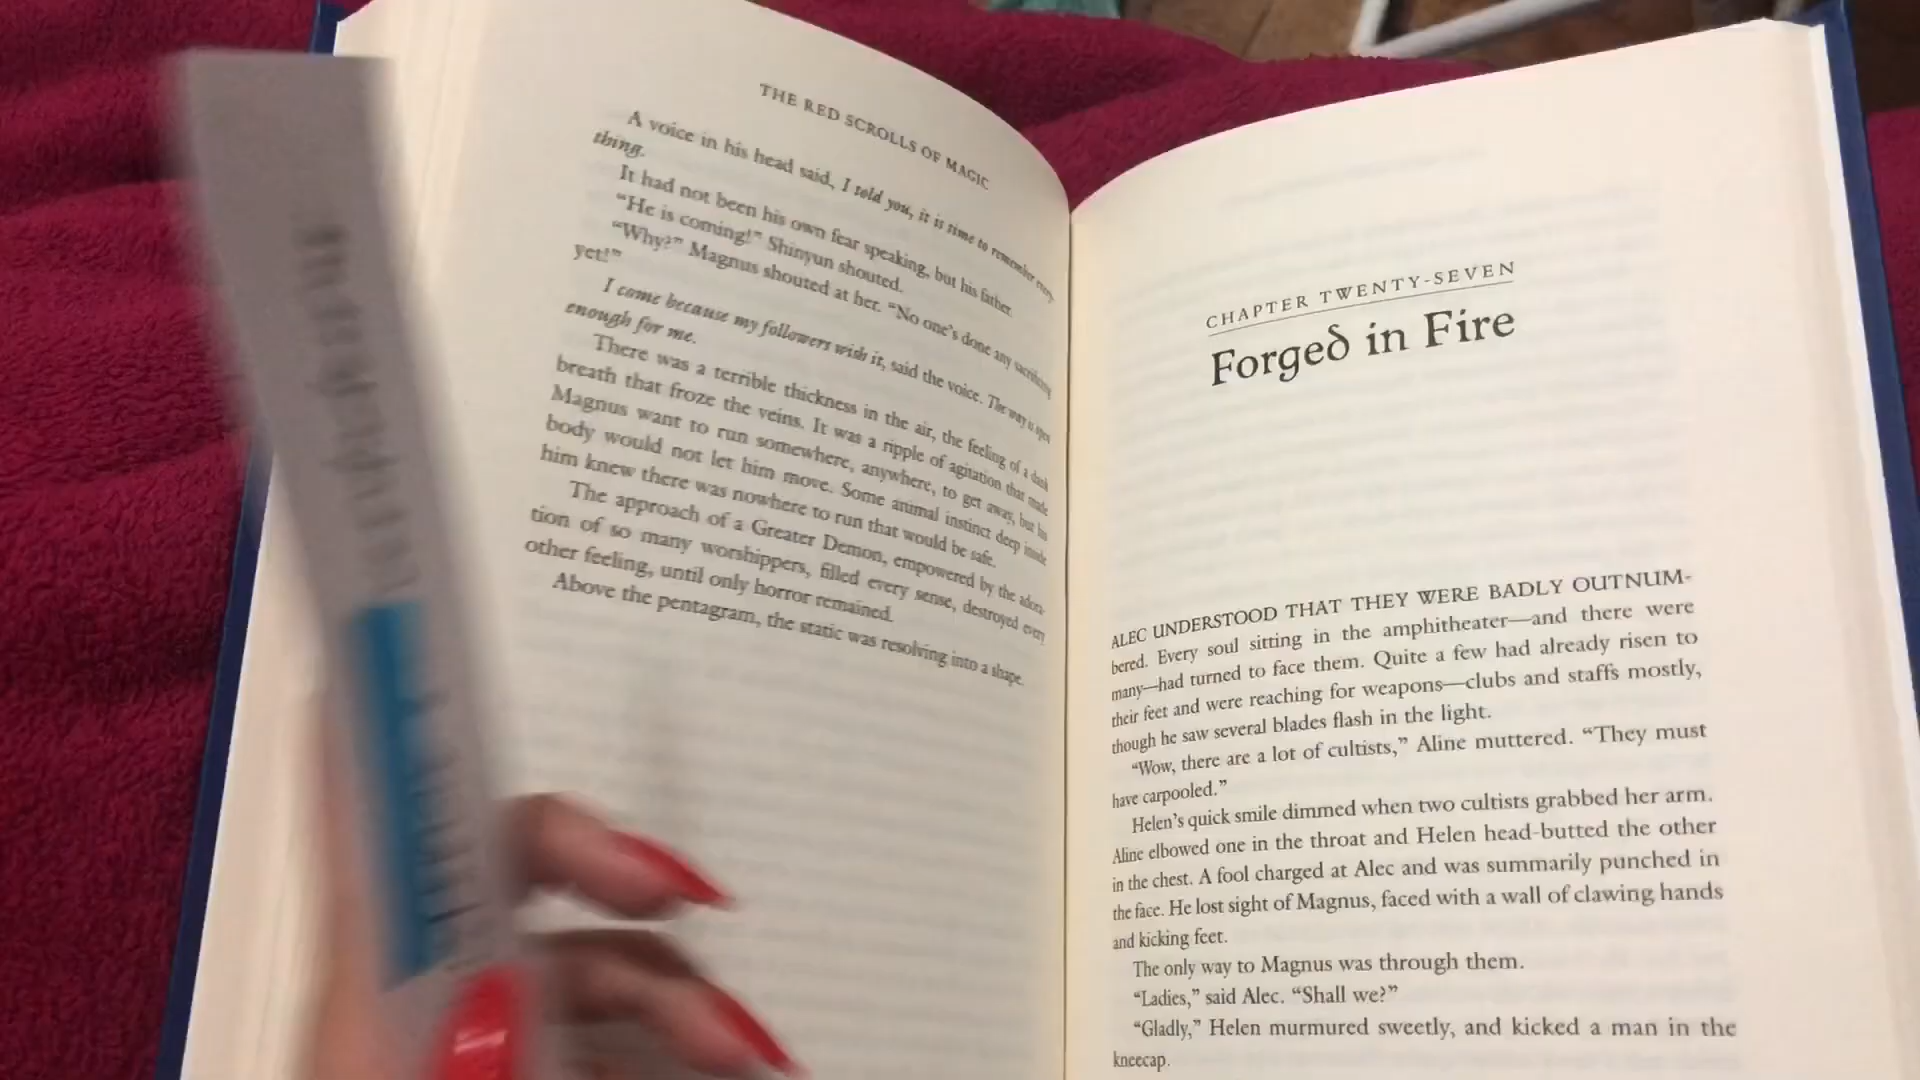 THE RED SCROLLS OF MAGIC
A voice in his head said, I told you, it is time to remember every-
thing.
It had not been his own fear speaking, but his father.
“He is coming!” Shinyun shouted.
“Why?” Magnus shouted at her. “No one’s done any sacrificing
yet!”
I come because my followers wish it, said the voice. The way is open
enough for me.
There was a terrible thickness in the air, the feeling of a dank
breath that froze the veins. It was a ripple of agitation that made
Magnus want to run somewhere, anywhere, to get away, but his
body would not let him move. Some animal instinct deep inside
him knew there was nowhere to run that would be safe.
The approach of a Greater Demon, empowered by the adora-
tion of so many worshippers, filled every sense, destroyed every
other feeling, until only horror remained.
Above the pentagram, the static was resolving into a shape.
CHAPTER TWENTY-SEVEN
Forged in Fire
ALEC UNDERSTOOD THAT THEY WERE BADLY OUTNUM-
bered. Every soul sitting in the amphitheater—and there were
many—had turned to face them. Quite a few had already risen to
their feet and were reaching for weapons—clubs and staffs mostly,
though he saw several blades flash in the light.
“Wow, there are a lot of cultists,” Aline muttered. “They must
have carpooled.”
Helen’s quick smile dimmed when two cultists grabbed her arm.
Aline elbowed one in the throat and Helen head-butted the other
in the chest. A fool charged at Alec and was summarily punched in
the face. He lost sight of Magnus, faced with a wall of clawing hands
and kicking feet.
The only way to Magnus was through them.
“Ladies,” said Alec. “Shall we?”
“Gladly,” Helen murmured sweetly, and kicked a man in the
kneecap.